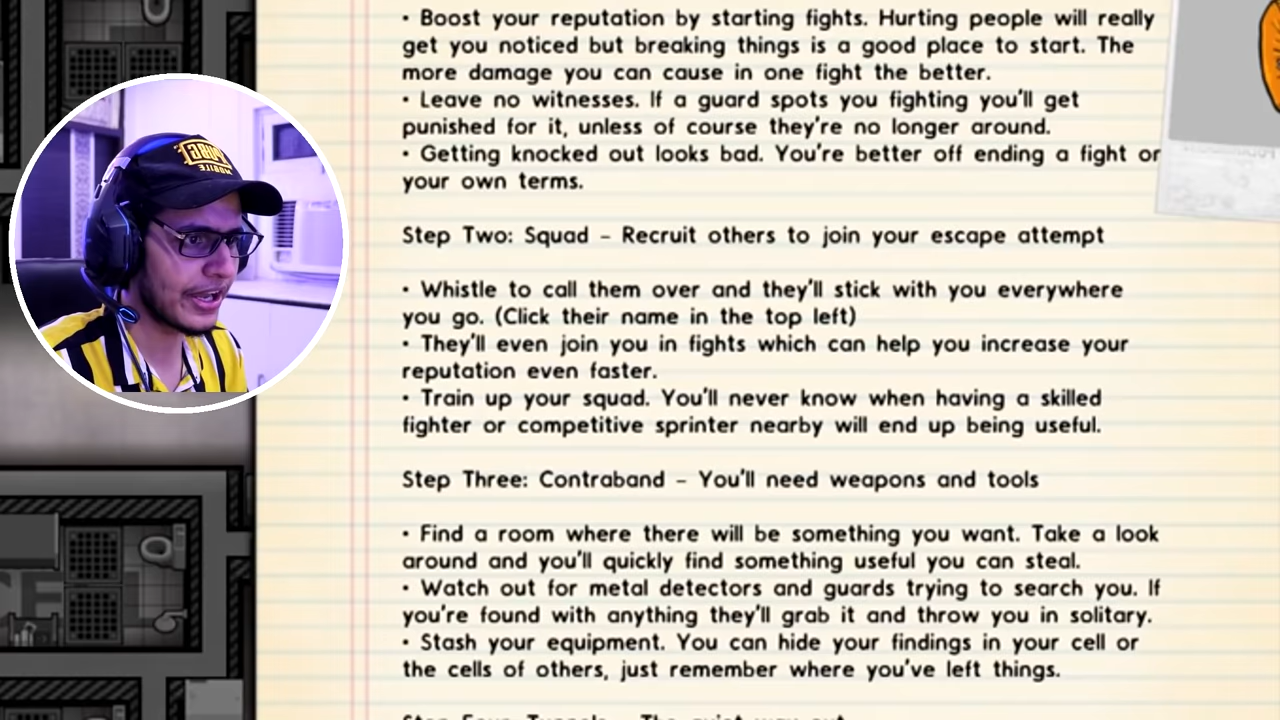 • Boost your reputation by starting fights. Hurting people will really
get you noticed but breaking things is a good place to start. The
more damage you can cause in one fight the better.
• Leave no witnesses. If a guard spots you fighting you'll get
punished for it, unless of course they're no longer around.
• Getting knocked out looks bad. You're better off ending a fight or
your own terms.
Step Two: Squad - Recruit others to join your escape attempt
• Whistle to call them over and they'll stick with you everywhere
you go. (Click their name in the top left)
• They'll even join you in fights which can help you increase your
reputation even faster.
• Train up your squad. You'll never know when having a skilled
fighter or competitive sprinter nearby will end up being useful.
Step Three: Contraband - You'll need weapons and tools
• Find a room where there will be something you want. Take a look
around and you'll quickly find something useful you can steal.
• Watch out for metal detectors and guards trying to search you. If
you're found with anything they'll grab it and throw you in solitary.
• Stash your equipment. You can hide your findings in your cell or
the cells of others, just remember where you've left things.
Step Four: Tunnels - The quiet way out